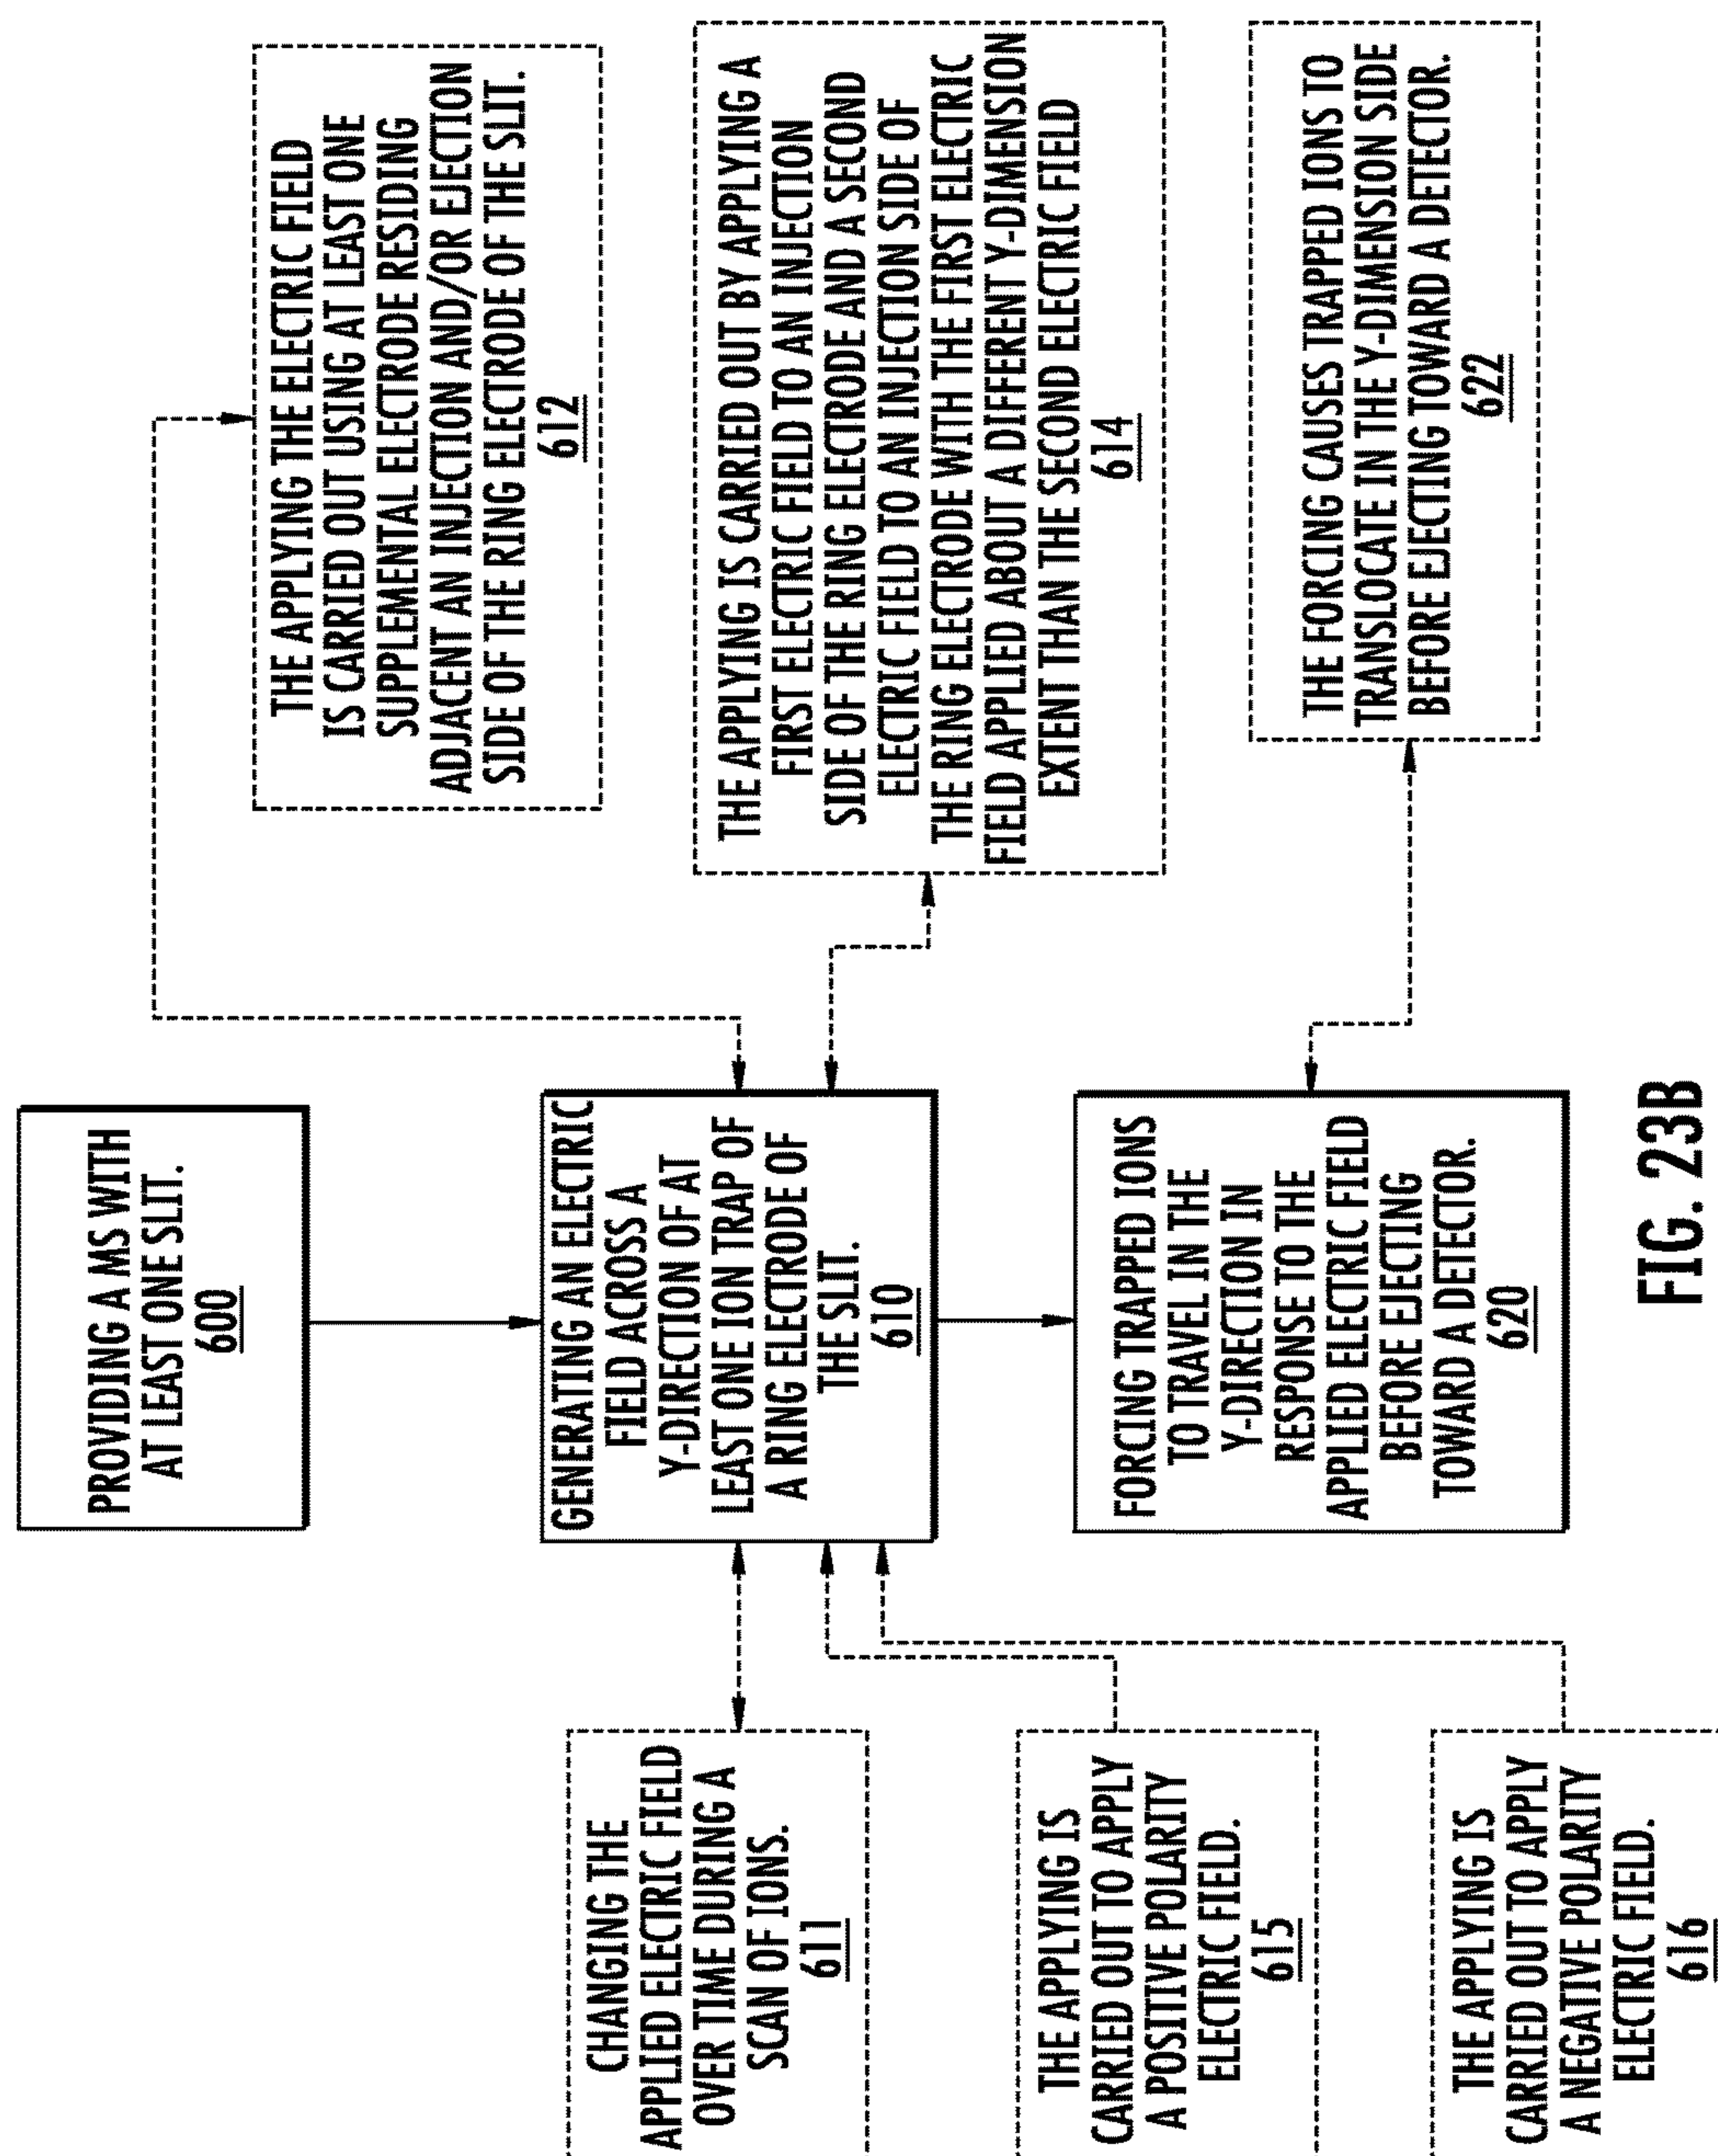 PROVIDING A MS WITH
AT LEAST ONE SLIT.
600
GENERATING AN ELECTRIC
FIELD ACROSS A
Y-DIRECTION OF AT
LEAST ONE ION TRAP OF
A RING ELECTRODE OF
THE SLIT.
610
FORCING TRAPPED IONS
TO TRAVEL IN THE
Y-DIRECTION IN
RESPONSE TO THE
APPLIED ELECTRIC FIELD
BEFORE EJECTING
TOWARD A DETECTOR.
620
CHANGING THE
APPLIED ELECTRIC FIELD
OVER TIME DURING A
SCAN OF IONS.
611
THE APPLYING IS
CARRIED OUT TO APPLY
A POSITIVE POLARITY
ELECTRIC FIELD.
615
THE APPLYING IS
CARRIED OUT TO APPLY
A NEGATIVE POLARITY
ELECTRIC FIELD.
616
THE APPLYING THE ELECTRIC FIELD
IS CARRIED OUT USING AT LEAST ONE
SUPPLEMENTAL ELECTRODE RESIDING
ADJACENT AN INJECTION AND/OR EJECTION
SIDE OF THE RING ELECTRODE OF THE SLIT.
612
THE APPLYING IS CARRIED OUT BY APPLYING A
FIRST ELECTRIC FIELD TO AN INJECTION
SIDE OF THE RING ELECTRODE AND A SECOND
ELECTRIC FIELD TO AN INJECTION SIDE OF
THE RING ELECTRODE WITH THE FIRST ELECTRIC
FIELD APPLIED ABOUT A DIFFERENT Y-DIMENSION
EXTENT THAN THE SECOND ELECTRIC FIELD
614
THE FORCING CAUSES TRAPPED IONS TO
TRANSLOCATE IN THE Y-DIMENSION SIDE
BEFORE EJECTING TOWARD A DETECTOR.
622
FIG. 23B